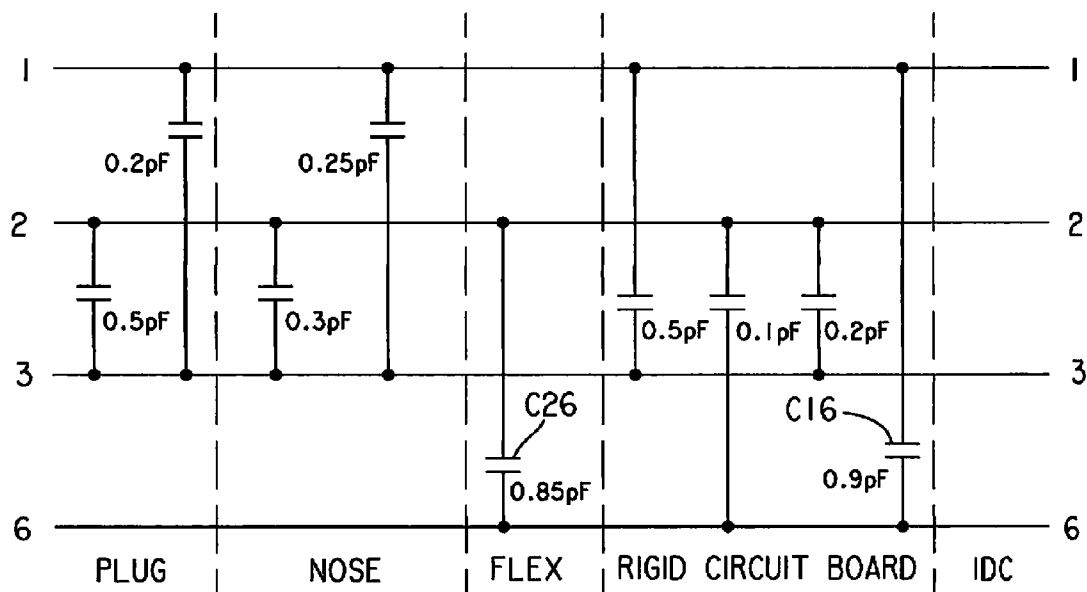 1 1
0.2pF 0.25pF
2 2
0.5pF 0.3pF 0.5pF 0.1pF 0.2pF
3 3
C26 C16
0.85pF 0.9pF
6 6
PLUG NOSE FLEX RIGID CIRCUIT BOARD IDC